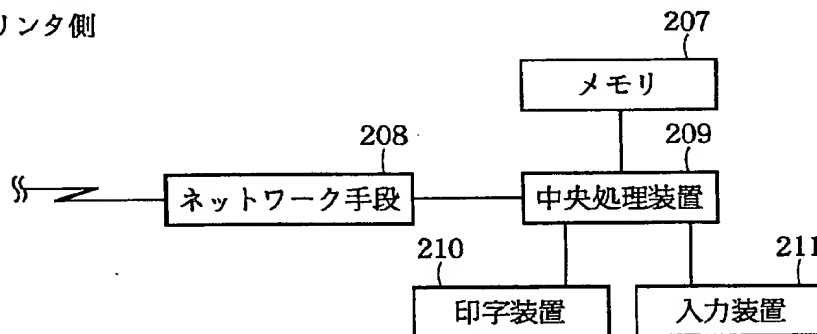 リンタ側
207
メモリ
208
209
ネットワーク手段
中央処理装置
210
211
印字装置
入力装置